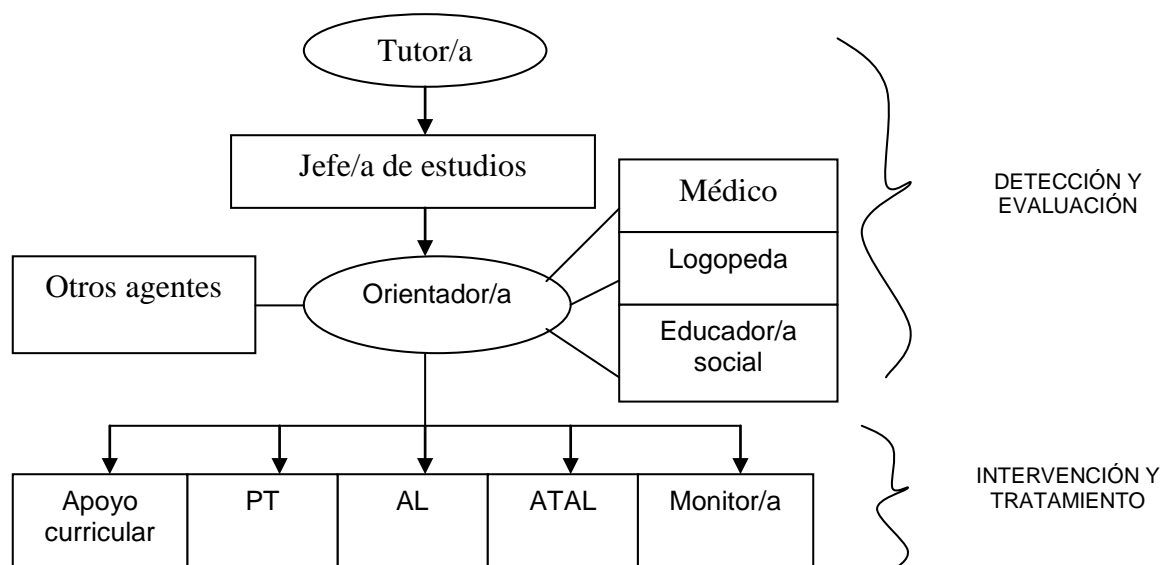 Tutor/a
Jefe/a de estudios
Médico
DETECCIÓN Y
EVALUACIÓN
Logopeda
Otros agentes
Orientador/a
Educador/a
social
Apoyo
curricular
PT
AL
ATAL
Monitor/a
INTERVENCIÓN Y
TRATAMIENTO